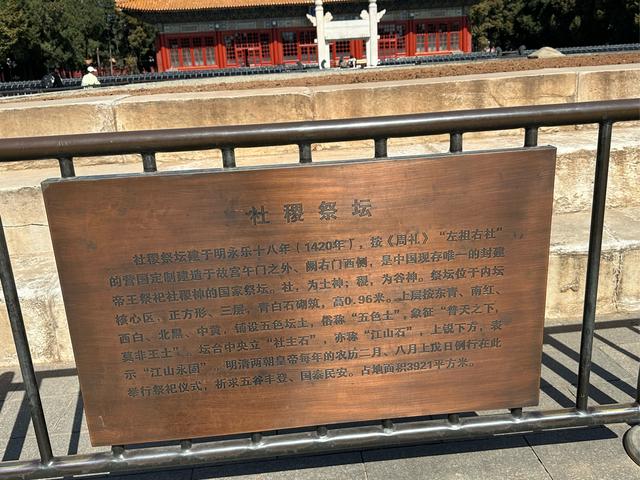 社稷祭坛
社稷祭坛建于明永乐十八年（1420年），按《周礼》“左祖右社”
的营国定制建造于故宫午门之外、阙右门西侧，是中国现存唯一的封建
帝王祭祀社稷神的国家祭坛。社，为土神；稷，为谷神。祭坛位于内坛
核心区，正方形、三层，青白石砌筑，高0.96米。上层按东青、南红、
西白、北黑、中黄，铺设五色坛土，俗称“五色土”，象征“普天之下，
莫非王土”。坛台中央立“社主石”，亦称“江山石”，上锐下方，表
示“江山永固”。明清两朝皇帝每年的农历二月、八月上戊日例行在此
举行祭祀仪式，祈求五谷丰登、国泰民安。占地面积3921平方米。